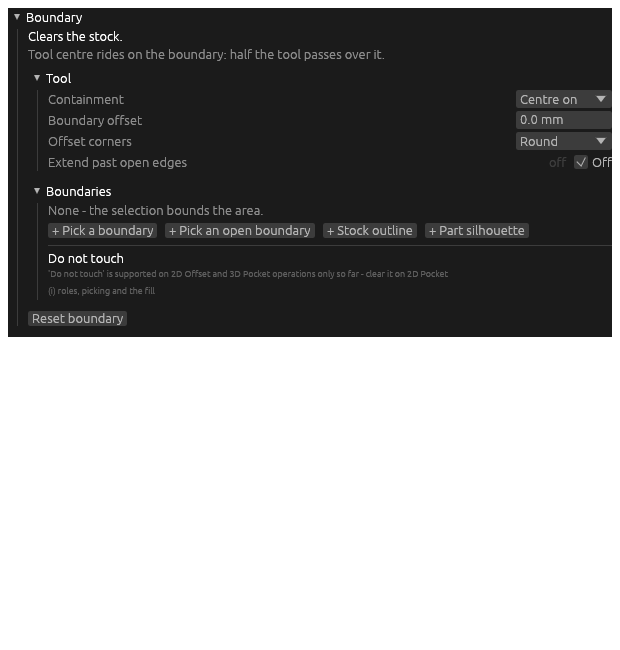 Boundary
Clears the stock.
Tool centre rides on the boundary: half the tool passes over it.
Tool
Containment Centre on
Boundary offset 0.0 mm
Offset corners Round
Extend past open edges off Off
Boundaries
None - the selection bounds the area.
+ Pick a boundary + Pick an open boundary + Stock outline + Part silhouette
Do not touch
'Do not touch' is supported on 2D Offset and 3D Pocket operations only so far - clear it on 2D Pocket
(i) roles, picking and the fill
Reset boundary